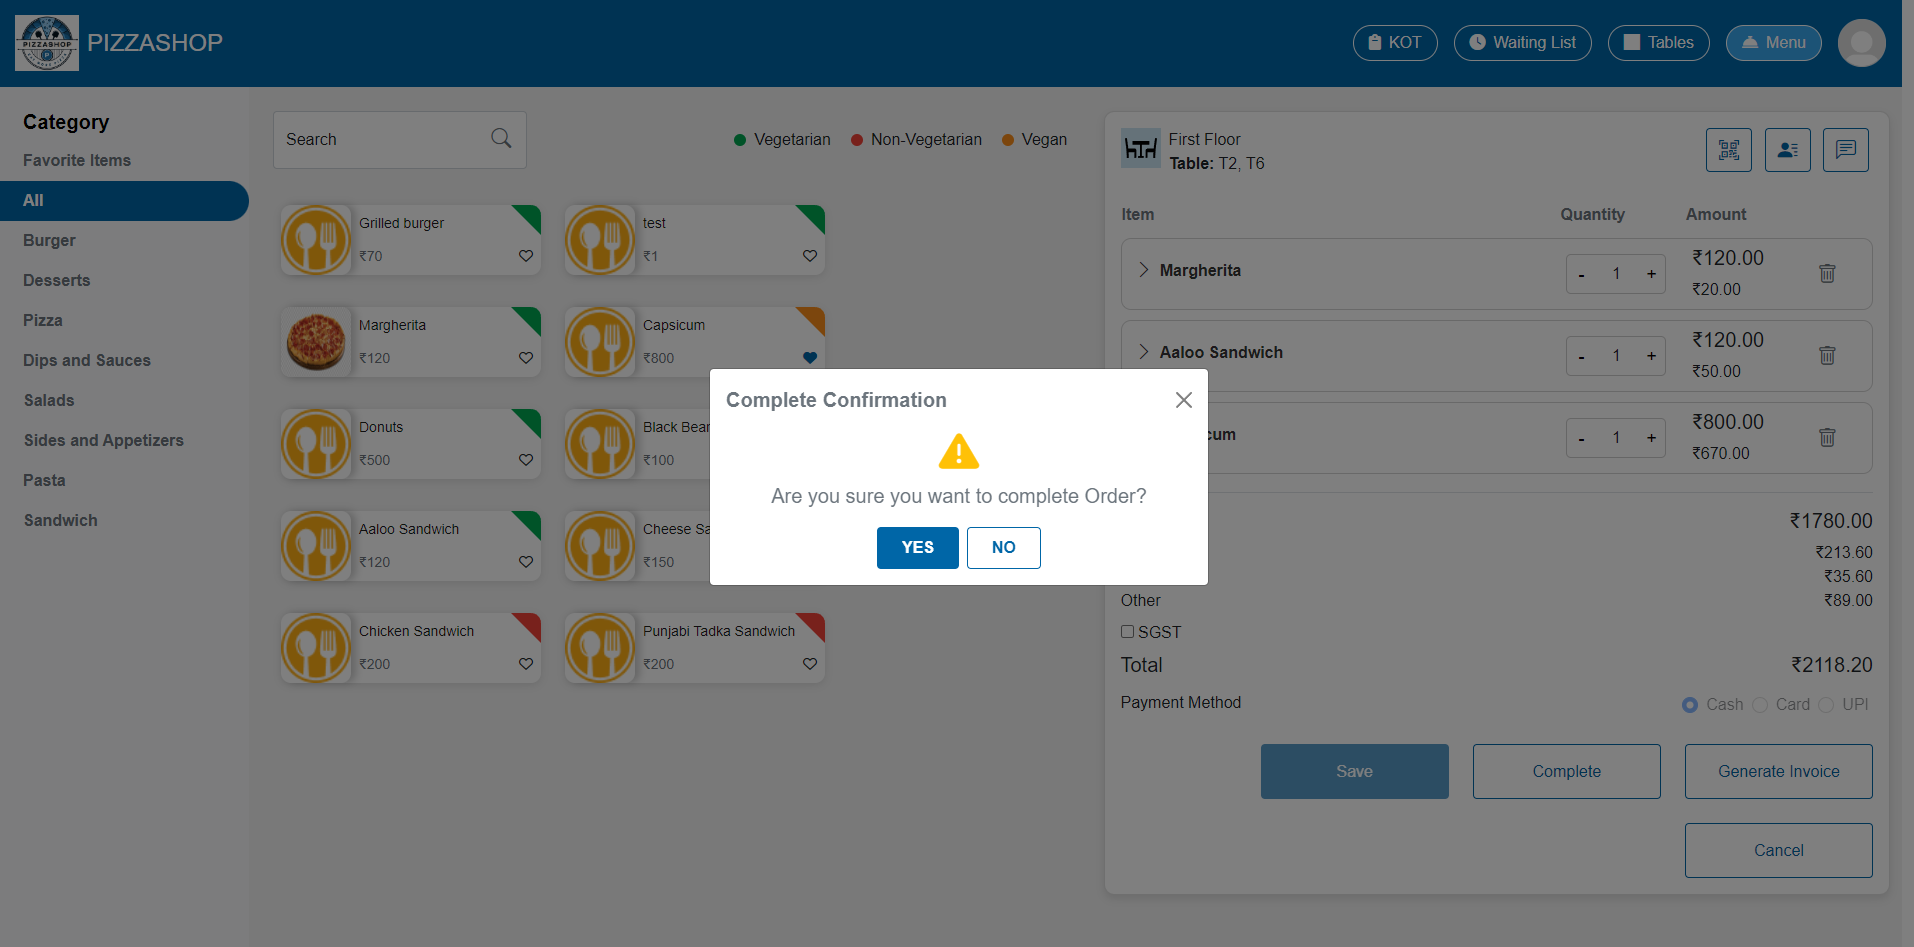 PIZZASHOP
PIZZASHOP
KOT
Waiting List
Tables
Menu
Category
Favorite Items
All
Burger
Desserts
Pizza
Dips and Sauces
Salads
Sides and Appetizers
Pasta
Sandwich
Search
Vegetarian
Non-Vegetarian
Vegan
Grilled burger
₹70
test
₹1
Margherita
₹120
Capsicum
₹800
Donuts
₹500
Black Bean
₹100
Aaloo Sandwich
₹120
Cheese Sa
₹150
Chicken Sandwich
₹200
Punjabi Tadka Sandwich
₹200
Complete Confirmation
Are you sure you want to complete Order?
YES
NO
First Floor
Table: T2, T6
Item Quantity Amount
Margherita - 1 + ₹120.00
₹20.00
Aaloo Sandwich - 1 + ₹120.00
₹50.00
cum - 1 + ₹800.00
₹670.00
₹1780.00
₹213.60
₹35.60
Other ₹89.00
SGST
Total ₹2118.20
Payment Method Cash Card UPI
Save
Complete
Generate Invoice
Cancel